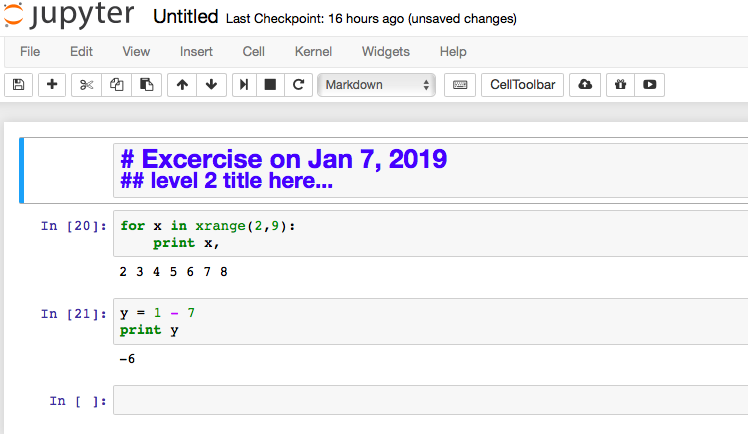 jupyter Untitled Last Checkpoint: 16 hours ago (unsaved changes)
File Edit View Insert Cell Kernel Widgets Help
Markdown CellToolbar
# Excercise on Jan 7, 2019
## level 2 title here...
In [20]: for x in xrange(2,9):
print x,
2 3 4 5 6 7 8
In [21]: y = 1 - 7
print y
-6
In [ ]: